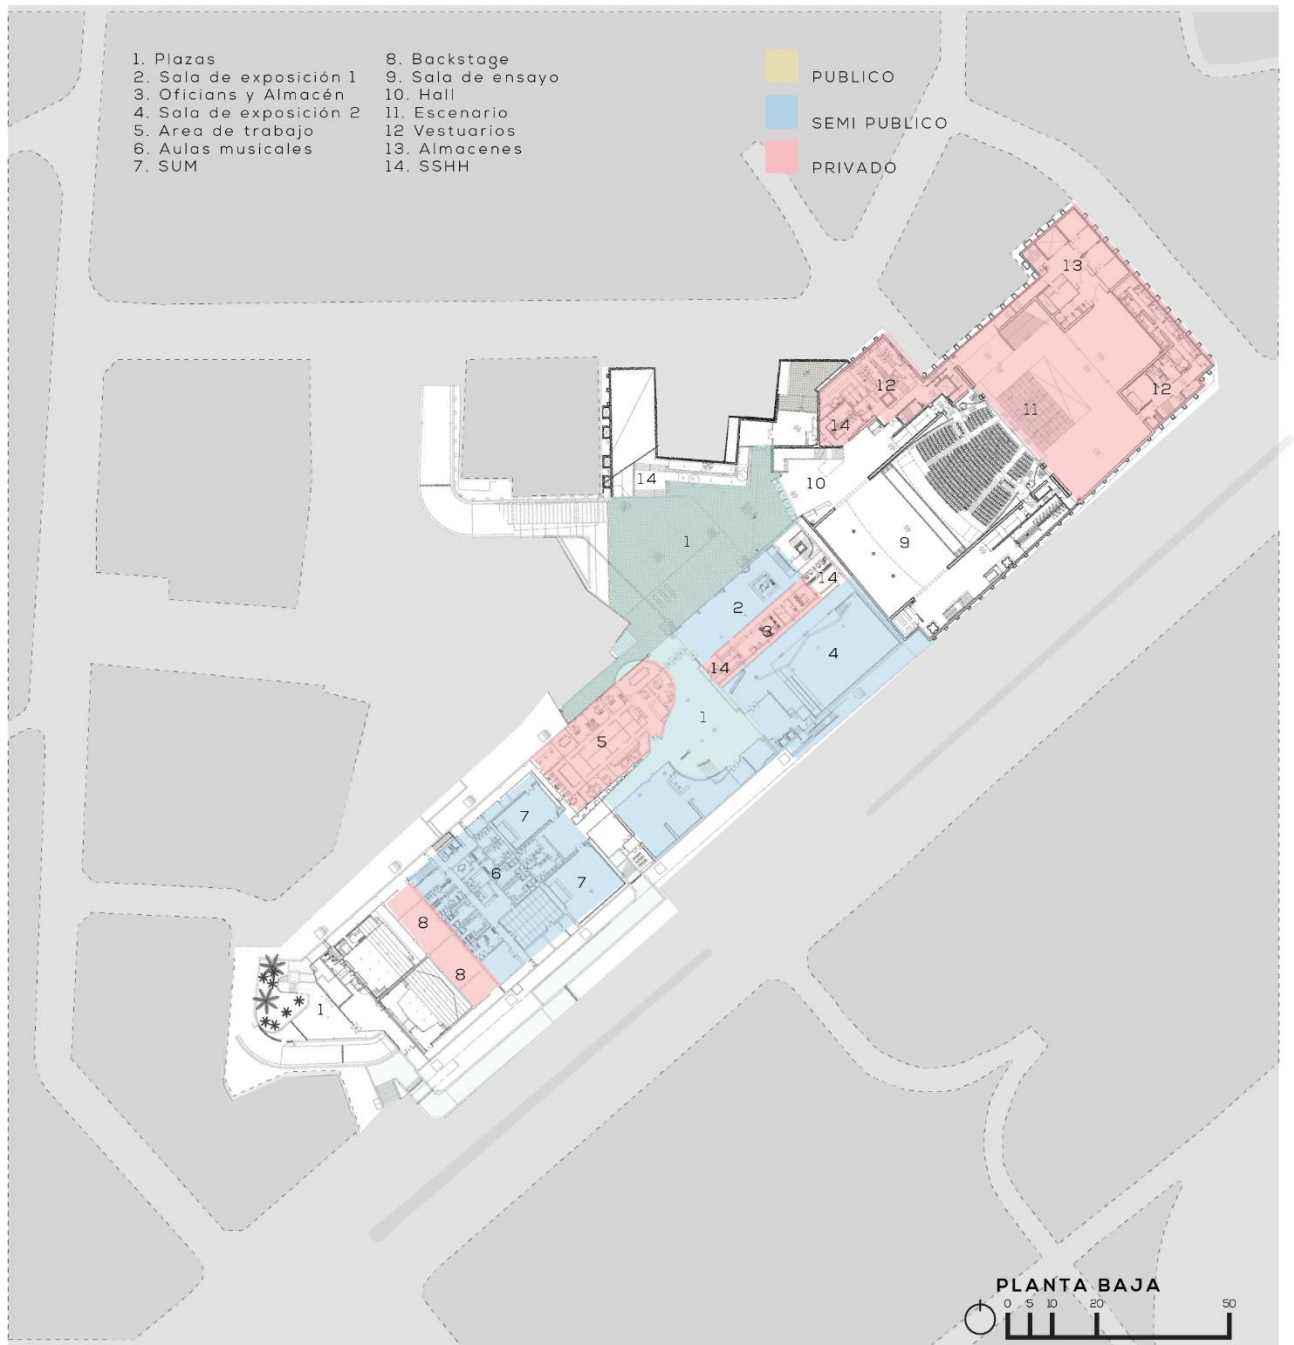 1. Plazas
2. Sala de exposición 1
3. Oficians y Almacén
4. Sala de exposición 2
5. Area de trabajo
6. Aulas musicales
7. SUM
8. Backstage
9. Sala de ensayo
10. Hall
11. Escenario
12 Vestuarios
13. Almacenes
14. SSHH
PUBLICO
SEMI PUBLICO
PRIVADO
13
12
12
11
14
10
14
1
9
14
2
3
4
14
1
5
7
6
7
8
8
1
PLANTA BAJA
0 5 10 20 50